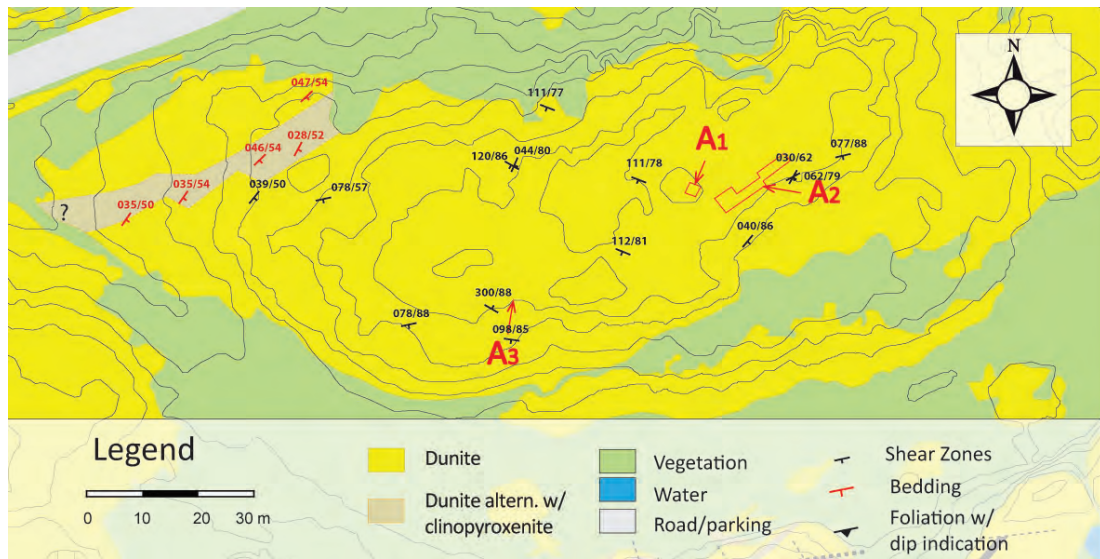 N
047/54
111/77
028/52
046/54
120/86
044/80
A1
077/88
030/62
111/78
062/79
035/54
039/50
078/57
A2
035/50
?
040/86
112/81
300/88
078/88
098/85
A3
Legend
0 10 20 30 m
Dunite
Dunite altern. w/
clinopyroxenite
Vegetation
Water
Road/parking
Shear Zones
Bedding
Foliation w/
dip indication